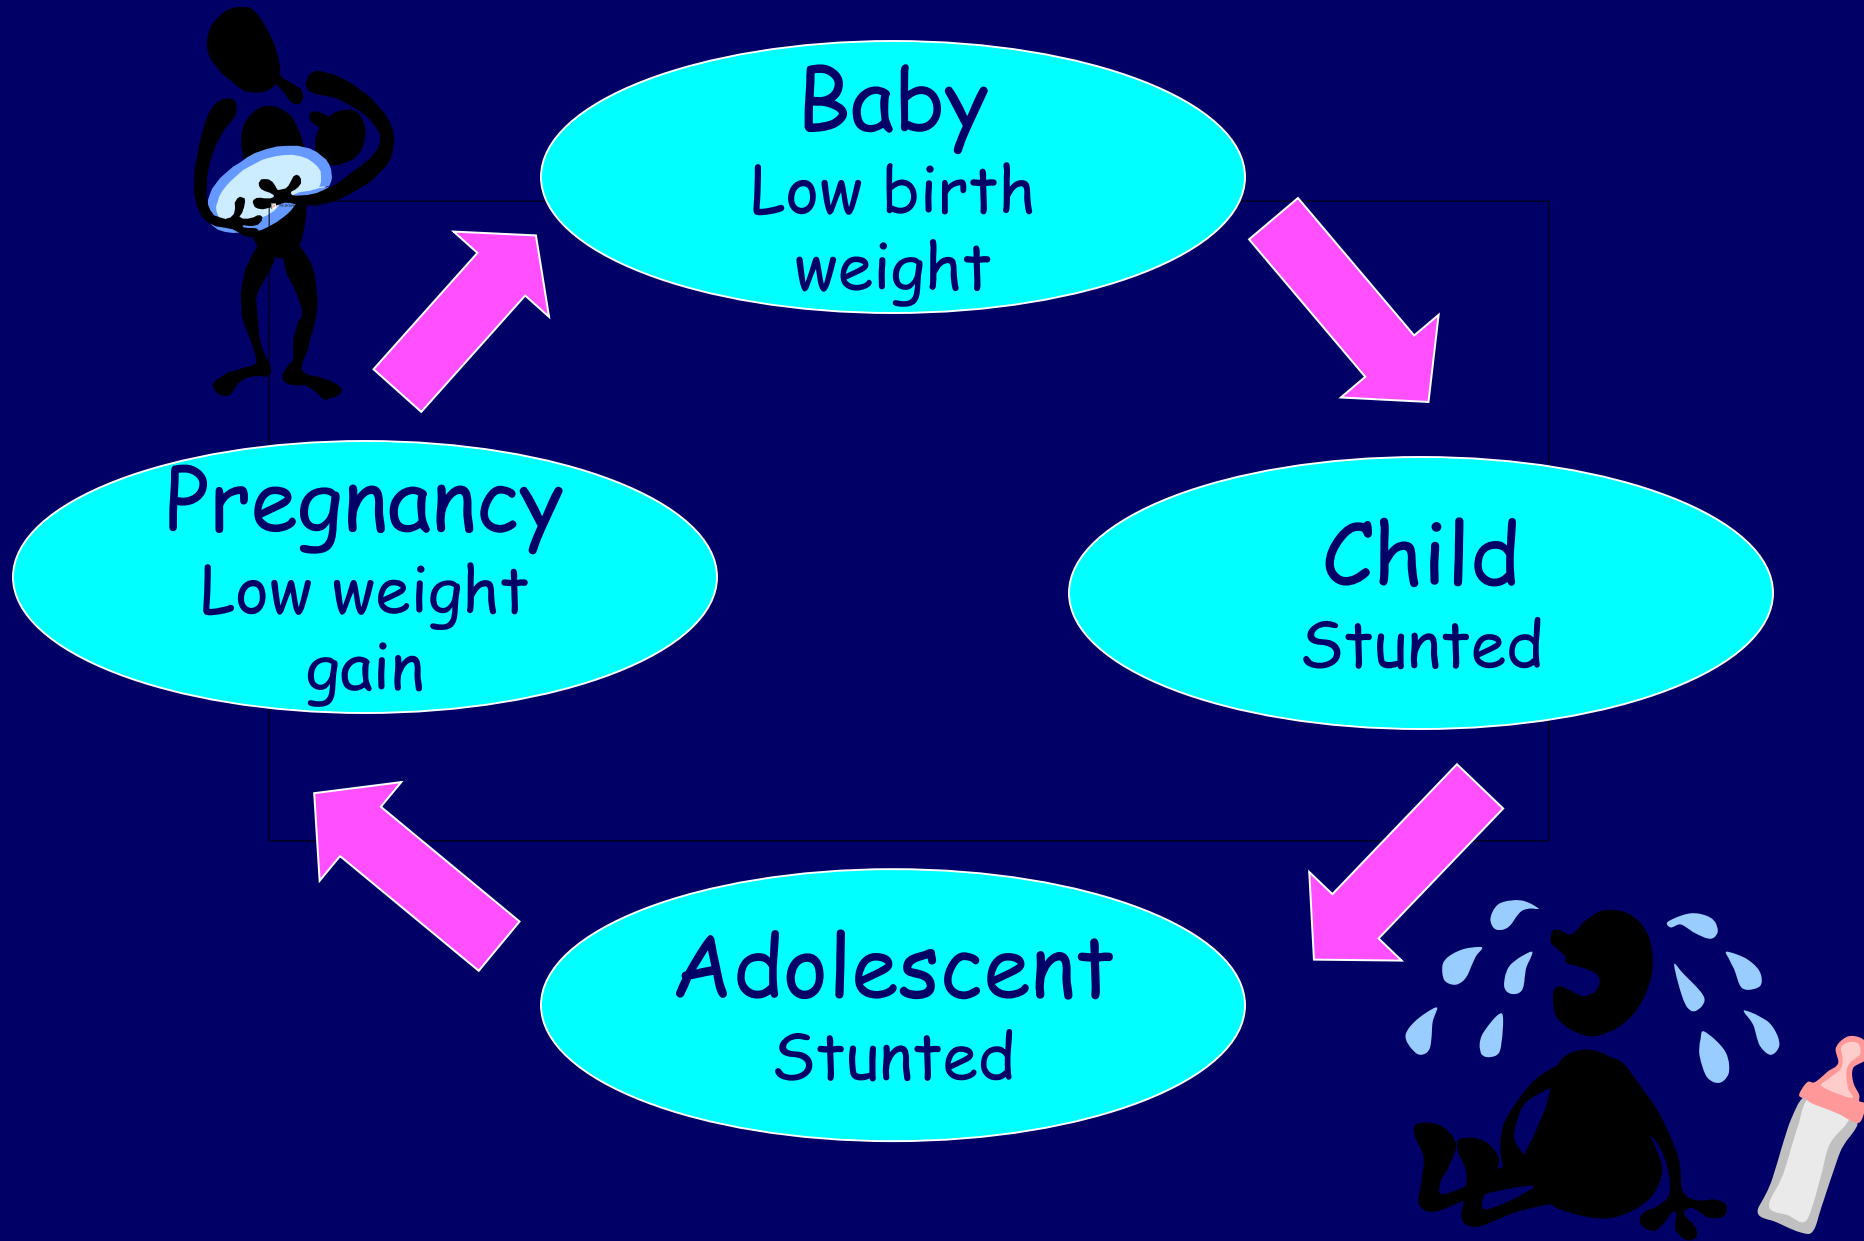 Baby
Low birth
weight
Pregnancy
Low weight
gain
Child
Stunted
Adolescent
Stunted